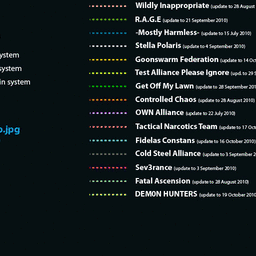 Wildly Inappropriate (update to 28 August
R.A.G.E (update to 21 September 2010)
-Mostly Harmless- (update to 15 July 2010)
Stella Polaris (update to 4 September 2010)
Goonswarm Federation (update to 14 Oc
Test Alliance Please Ignore (upd. to 29 S
Get Off My Lawn (update to 28 September 201
Controlled Chaos (update to 28 August 2010)
OWN Alliance (update to 22 July 2010)
Tactical Narcotics Team (update to 17 Oct
Fidelas Constans (update to 16 October 2010)
Cold Steel Alliance (update to 5 September 2
Sev3rance (update to 3 September 2010)
Fatal Ascension (update to 28 August 2010)
DEM0N HUNTERS (update to 19 October 2010
ystem
system
in system
o.jpg